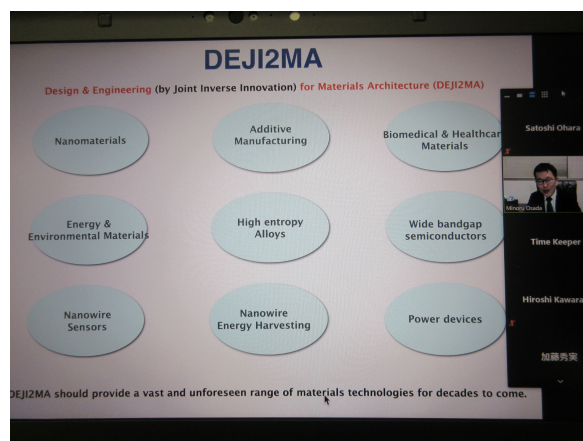 DEJI2MA
Design & Engineering (by Joint Inverse Innovation) for Materials Architecture (DEJI2MA)
Nanomaterials
Additive
Manufacturing
Biomedical & Healthcar
Materials
Energy &
Environmental Materials
High entropy
Alloys
Wide bandgap
semiconductors
Nanowire
Sensors
Nanowire
Energy Harvesting
Power devices
DEJI2MA should provide a vast and unforeseen range of materials technologies for decades to come.
Satoshi Ohara
Minoru Osada
Time Keeper
Hiroshi Kawara
加藤秀実